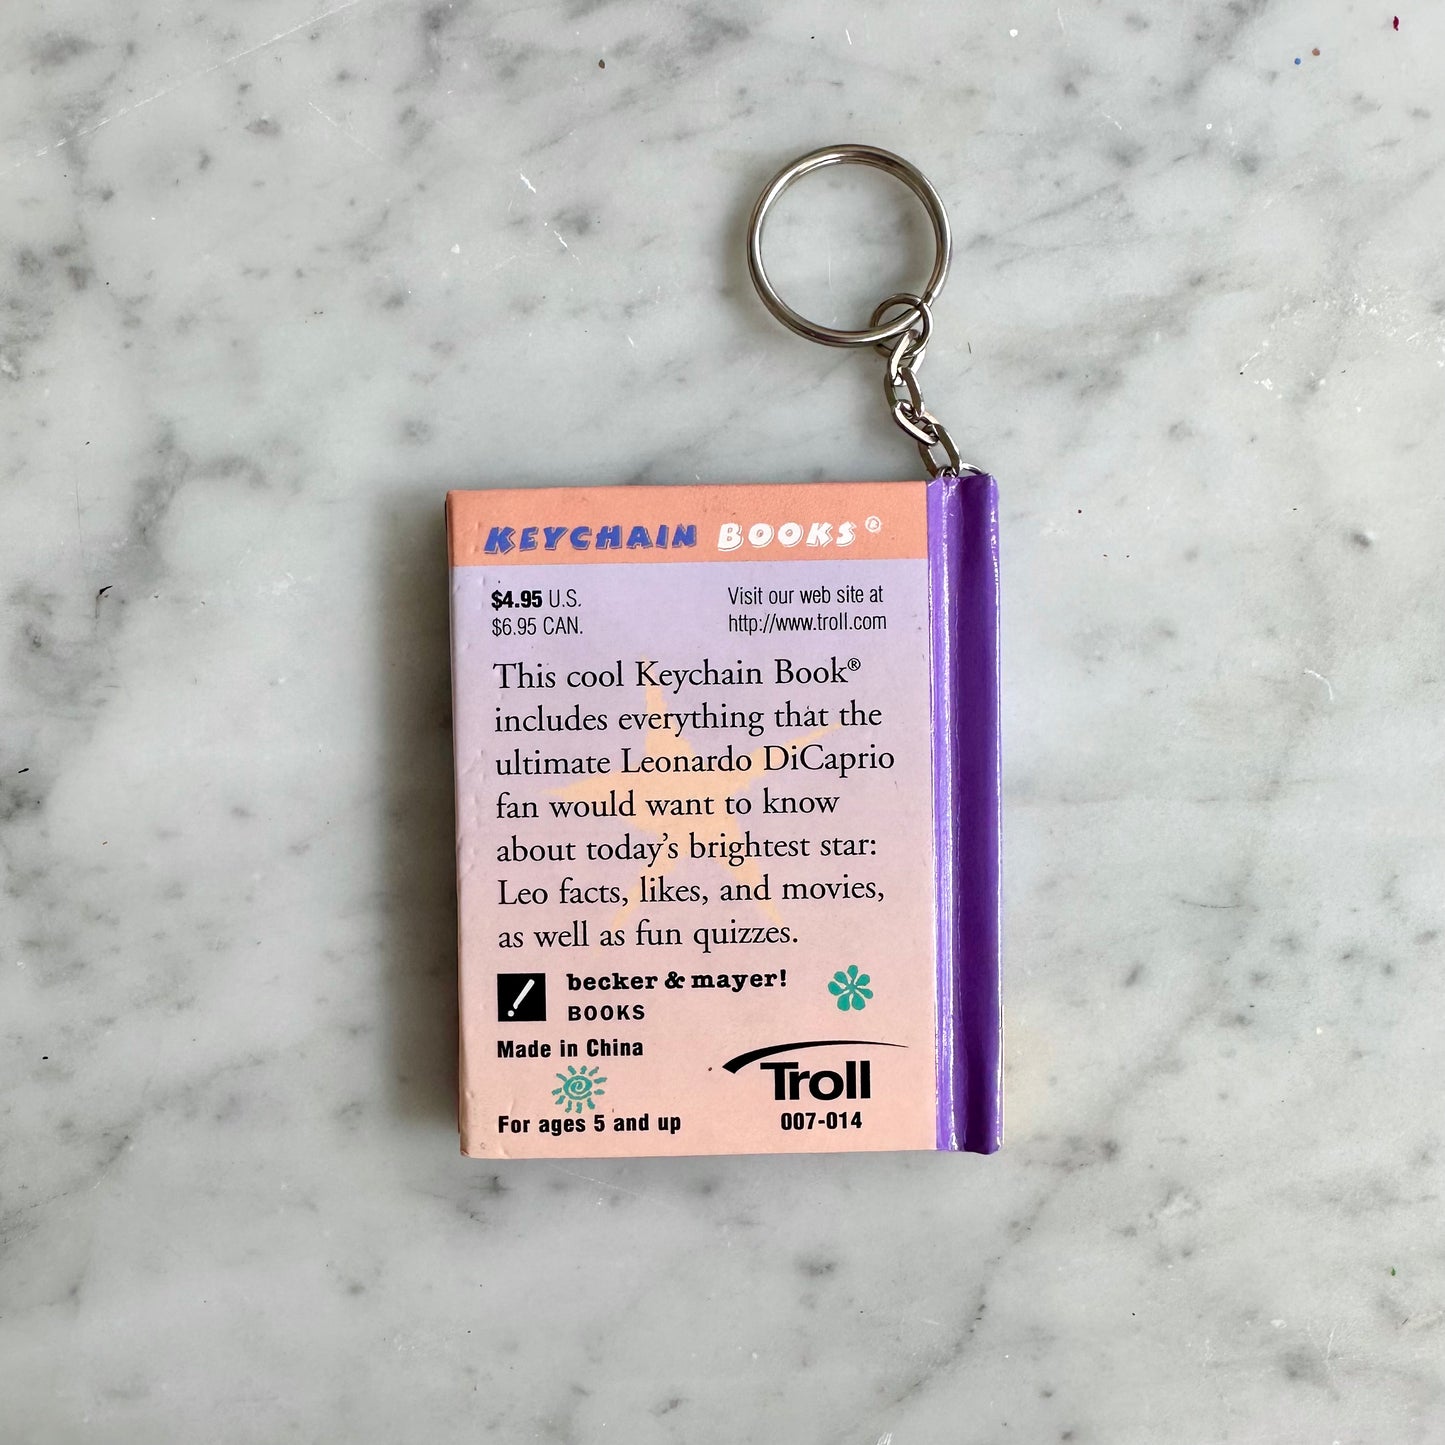 KEYCHAIN BOOKS®
$4.95 U.S.
$6.95 CAN.
Visit our web site at
http://www.troll.com
This cool Keychain Book®
includes everything that the
ultimate Leonardo DiCaprio
fan would want to know
about today's brightest star:
Leo facts, likes, and movies,
as well as fun quizzes.
becker & mayer!
BOOKS
Made in China
For ages 5 and up
Troll
007-014